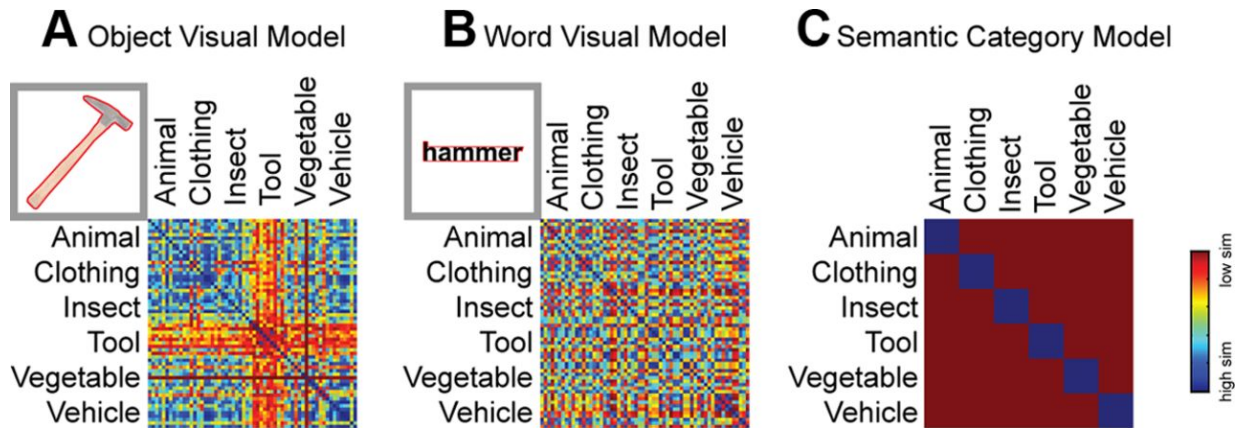 A Object Visual Model
Animal
Clothing
Insect
Tool
Vegetable
Vehicle
Animal
Clothing
Insect
Tool
Vegetable
Vehicle
B Word Visual Model
hammer
Animal
Clothing
Insect
Tool
Vegetable
Vehicle
Animal
Clothing
Insect
Tool
Vegetable
Vehicle
C Semantic Category Model
Animal
Clothing
Insect
Tool
Vegetable
Vehicle
Animal
Clothing
Insect
Tool
Vegetable
Vehicle
low sim
high sim